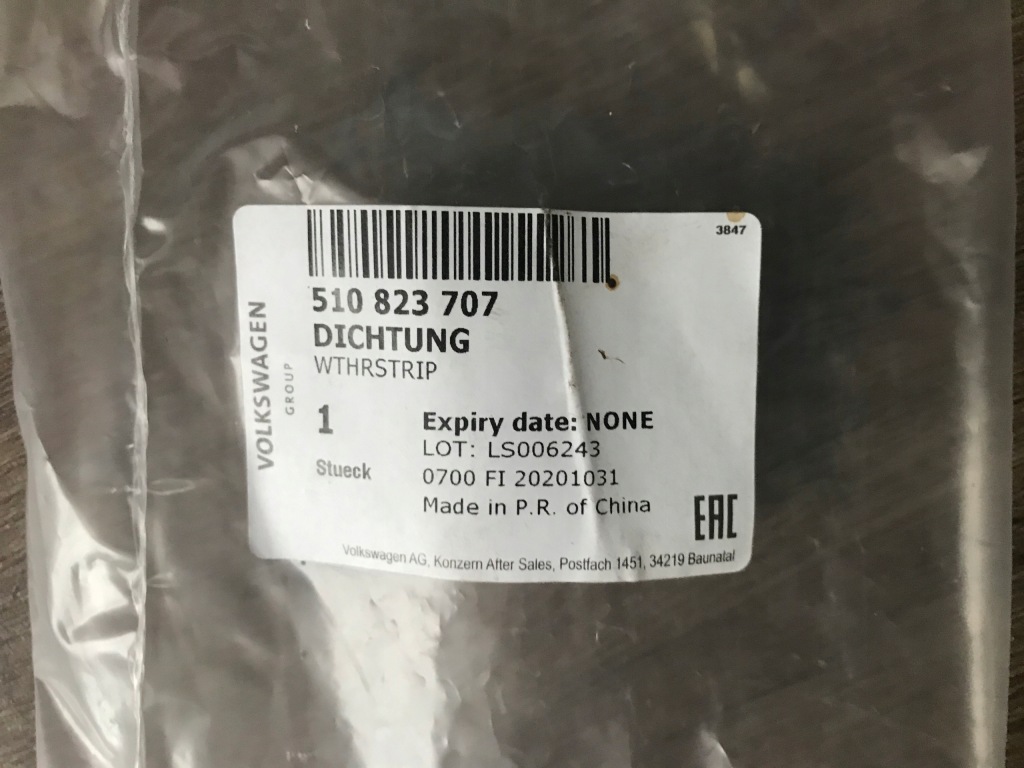 3847
510 823 707
DICHTUNG
WTHRSTRIP
VOLKSWAGEN
GROUP
1
Stueck
Expiry date: NONE
LOT: LS006243
0700 FI 20201031
Made in P.R. of China
EAC
Volkswagen AG, Konzern After Sales, Postfach 1451, 34219 Baunatal